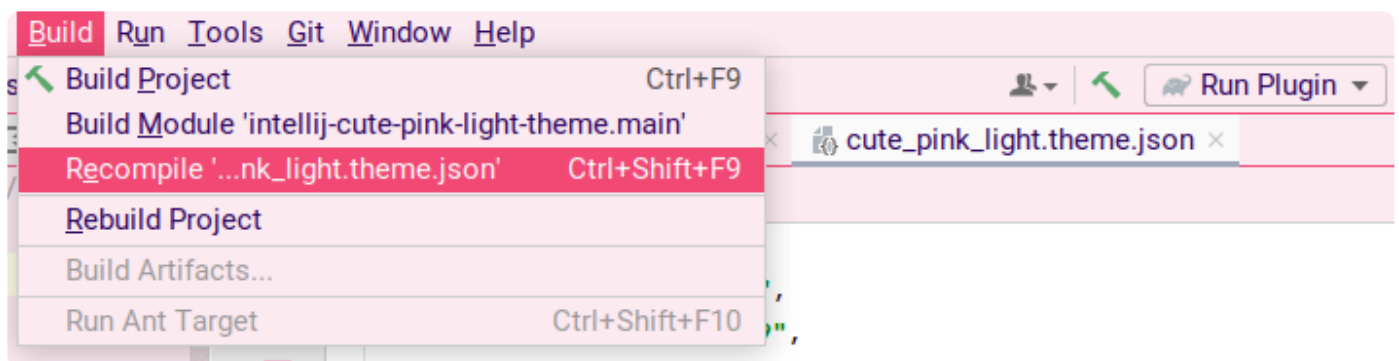 Build Run Tools Git Window Help
Build Project Ctrl+F9
Run Plugin
Build Module 'intellij-cute-pink-light-theme.main'
cute_pink_light.theme.json
Recompile '...nk_light.theme.json' Ctrl+Shift+F9
Rebuild Project
Build Artifacts...
Run Ant Target Ctrl+Shift+F10